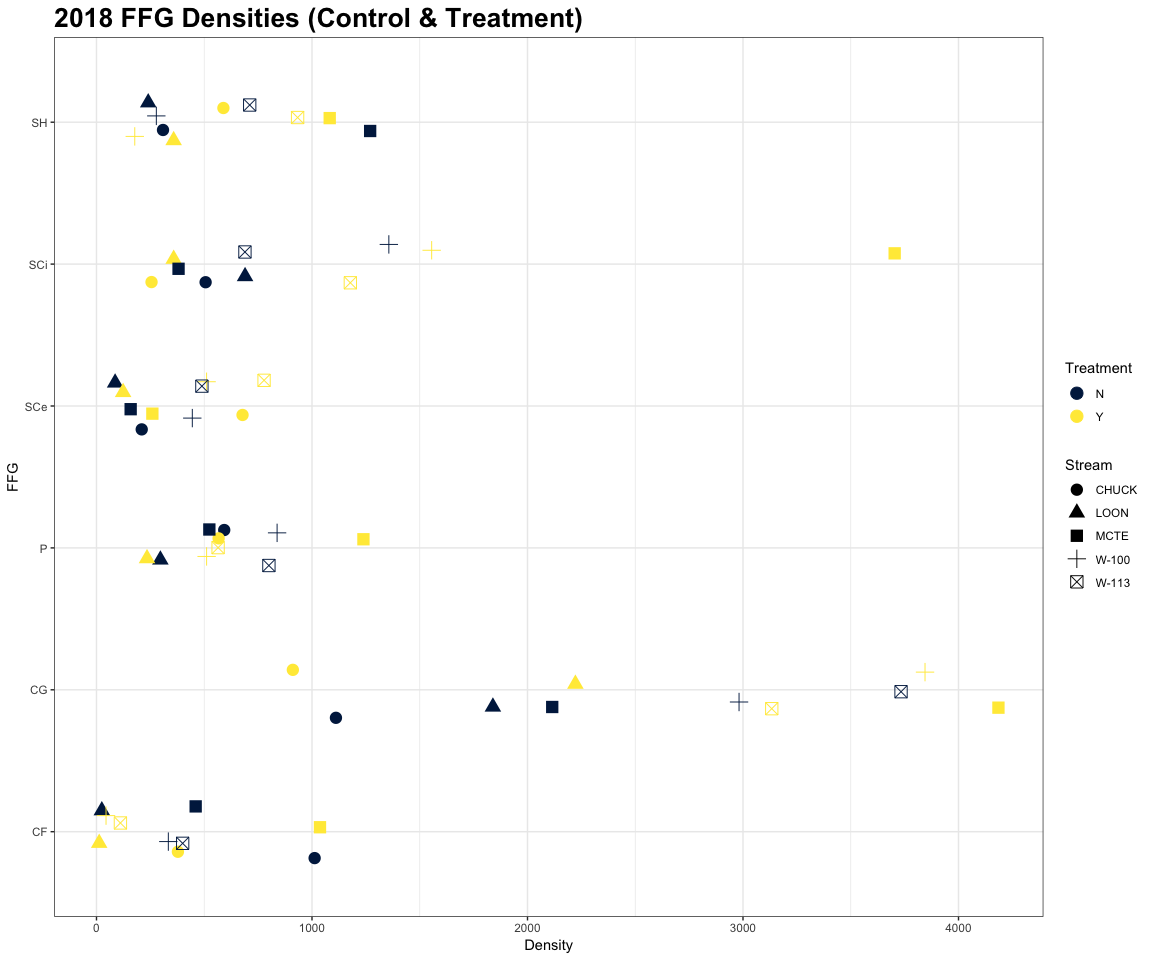 2018 FFG Densities (Control & Treatment)
FFG
SH
SCi
SCe
P
CG
CF
0 1000 2000 3000 4000
Density
Treatment
N
Y
Stream
CHUCK
LOON
MCTE
W-100
W-113